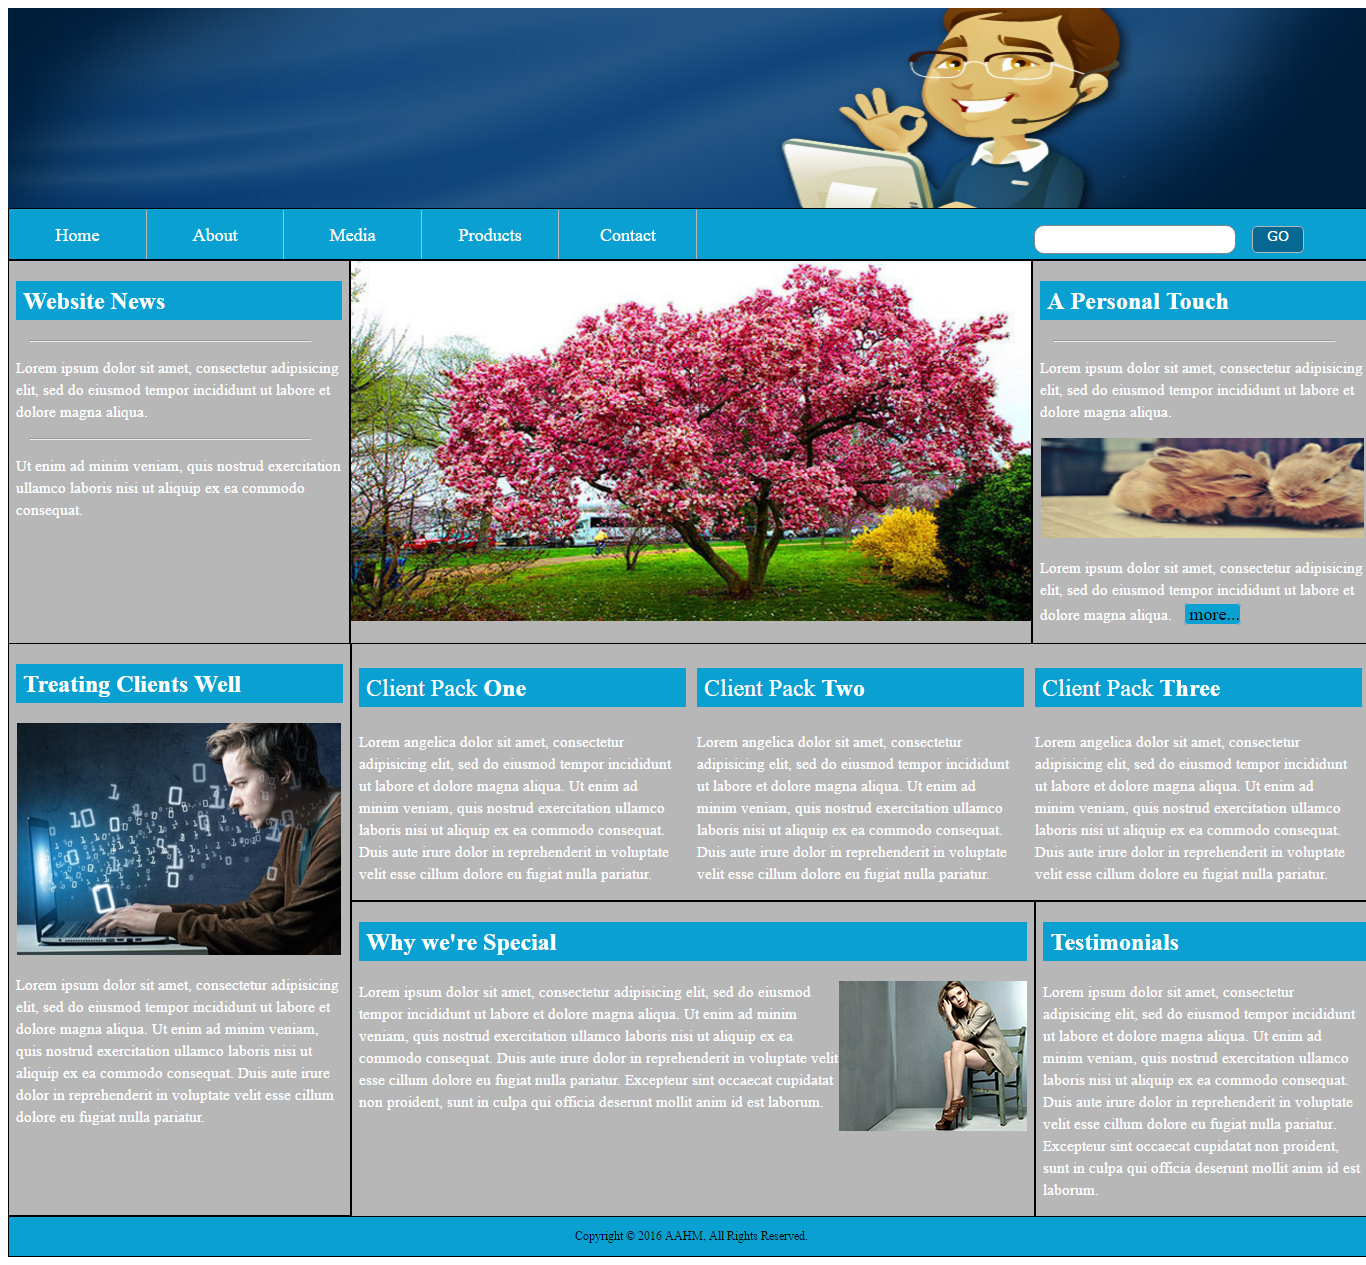 Home About Media Products Contact GO
Website News
Lorem ipsum dolor sit amet, consectetur adipisicing
elit, sed do eiusmod tempor incididunt ut labore et
dolore magna aliqua.
Ut enim ad minim veniam, quis nostrud exercitation
ullamco laboris nisi ut aliquip ex ea commodo
consequat.
A Personal Touch
Lorem ipsum dolor sit amet, consectetur adipisicing
elit, sed do eiusmod tempor incididunt ut labore et
dolore magna aliqua.
Lorem ipsum dolor sit amet, consectetur adipisicing
elit, sed do eiusmod tempor incididunt ut labore et
dolore magna aliqua. more...
Treating Clients Well
Lorem ipsum dolor sit amet, consectetur adipisicing
elit, sed do eiusmod tempor incididunt ut labore et
dolore magna aliqua. Ut enim ad minim veniam,
quis nostrud exercitation ullamco laboris nisi ut
aliquip ex ea commodo consequat. Duis aute irure
dolor in reprehenderit in voluptate velit esse cillum
dolore eu fugiat nulla pariatur.
Client Pack One
Lorem angelica dolor sit amet, consectetur
adipisicing elit, sed do eiusmod tempor incididunt
ut labore et dolore magna aliqua. Ut enim ad
minim veniam, quis nostrud exercitation ullamco
laboris nisi ut aliquip ex ea commodo consequat.
Duis aute irure dolor in reprehenderit in voluptate
velit esse cillum dolore eu fugiat nulla pariatur.
Client Pack Two
Lorem angelica dolor sit amet, consectetur
adipisicing elit, sed do eiusmod tempor incididunt
ut labore et dolore magna aliqua. Ut enim ad
minim veniam, quis nostrud exercitation ullamco
laboris nisi ut aliquip ex ea commodo consequat.
Duis aute irure dolor in reprehenderit in voluptate
velit esse cillum dolore eu fugiat nulla pariatur.
Client Pack Three
Lorem angelica dolor sit amet, consectetur
adipisicing elit, sed do eiusmod tempor incididunt
ut labore et dolore magna aliqua. Ut enim ad
minim veniam, quis nostrud exercitation ullamco
laboris nisi ut aliquip ex ea commodo consequat.
Duis aute irure dolor in reprehenderit in voluptate
velit esse cillum dolore eu fugiat nulla pariatur.
Why we're Special
Lorem ipsum dolor sit amet, consectetur adipisicing elit, sed do eiusmod
tempor incididunt ut labore et dolore magna aliqua. Ut enim ad minim
veniam, quis nostrud exercitation ullamco laboris nisi ut aliquip ex ea
commodo consequat. Duis aute irure dolor in reprehenderit in voluptate velit
esse cillum dolore eu fugiat nulla pariatur. Excepteur sint occaecat cupidatat
non proident, sunt in culpa qui officia deserunt mollit anim id est laborum.
Testimonials
Lorem ipsum dolor sit amet, consectetur
adipisicing elit, sed do eiusmod tempor incididunt
ut labore et dolore magna aliqua. Ut enim ad
minim veniam, quis nostrud exercitation ullamco
laboris nisi ut aliquip ex ea commodo consequat.
Duis aute irure dolor in reprehenderit in voluptate
velit esse cillum dolore eu fugiat nulla pariatur.
Excepteur sint occaecat cupidatat non proident,
sunt in culpa qui officia deserunt mollit anim id est
laborum.
Copyright © 2016 AAHM, All Rights Reserved.